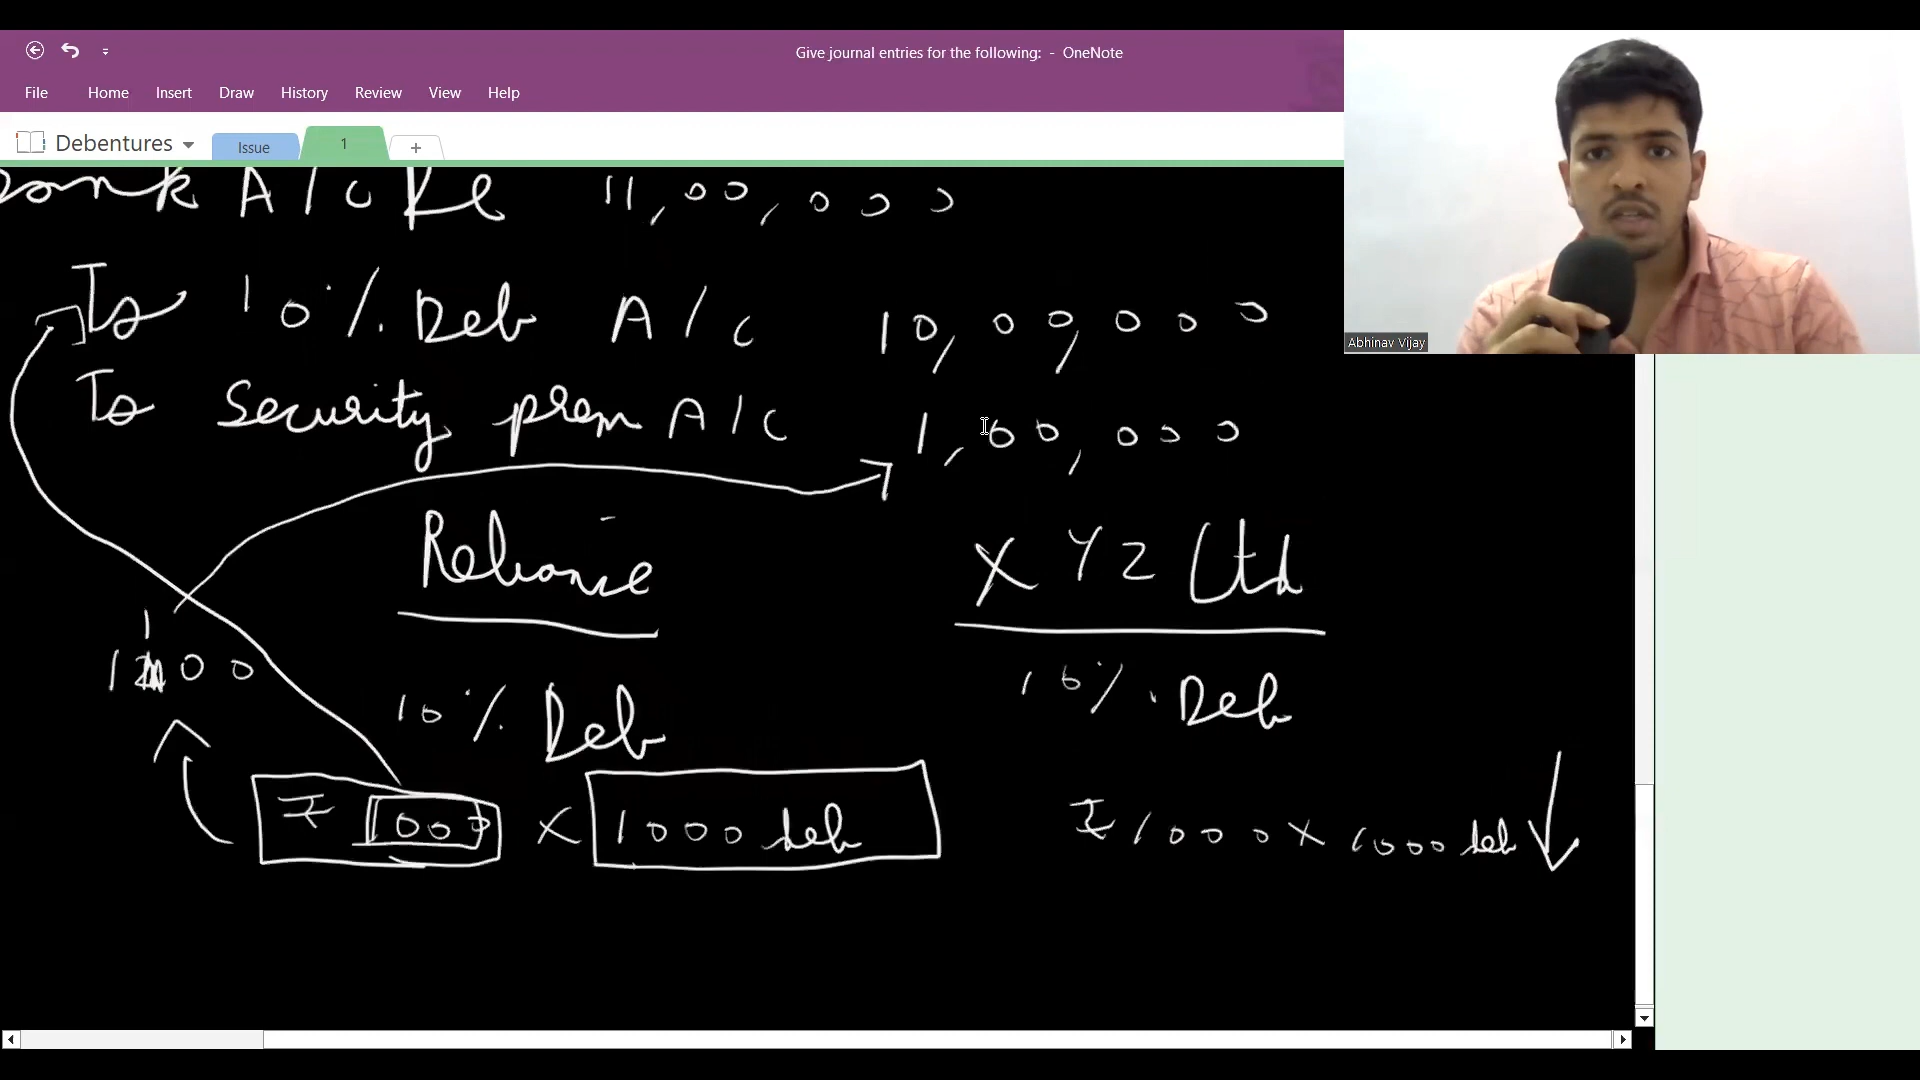 Give journal entries for the following: - OneNote
File Home Insert Draw History Review View Help
Debentures Issue 1 +
Bank A/c 11,00,000
To 10% Deb A/c 10,00,000
To Security prem A/c 1,00,000
Abhinav Vijay
Reliance XYZ Ltd
1
00
10% Deb 10% Deb
₹ 1000 X 1000 deb ₹ 1000 X 1000 deb